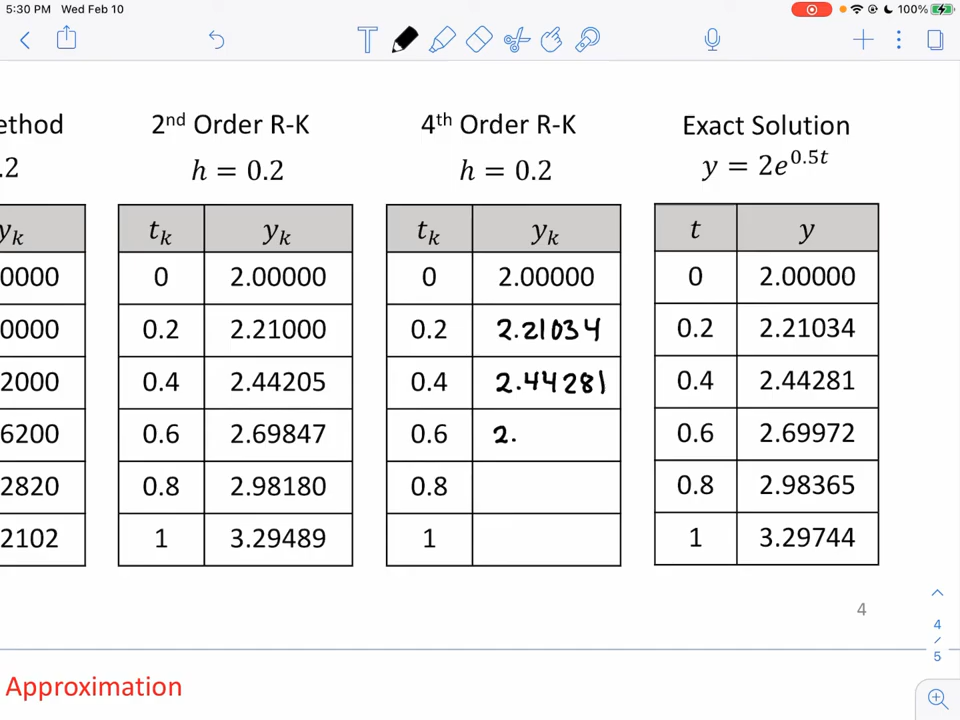 5:30 PM Wed Feb 10 100%
T
ethod 2nd Order R-K 4th Order R-K Exact Solution
.2 h = 0.2 h = 0.2 y = 2e^0.5t
yk tk yk tk yk t y
0000 0 2.00000 0 2.00000 0 2.00000
0000 0.2 2.21000 0.2 2.21034 0.2 2.21034
2000 0.4 2.44205 0.4 2.44281 0.4 2.44281
6200 0.6 2.69847 0.6 2. 0.6 2.69972
2820 0.8 2.98180 0.8 0.8 2.98365
2102 1 3.29489 1 1 3.29744
4
4
/
5
Approximation